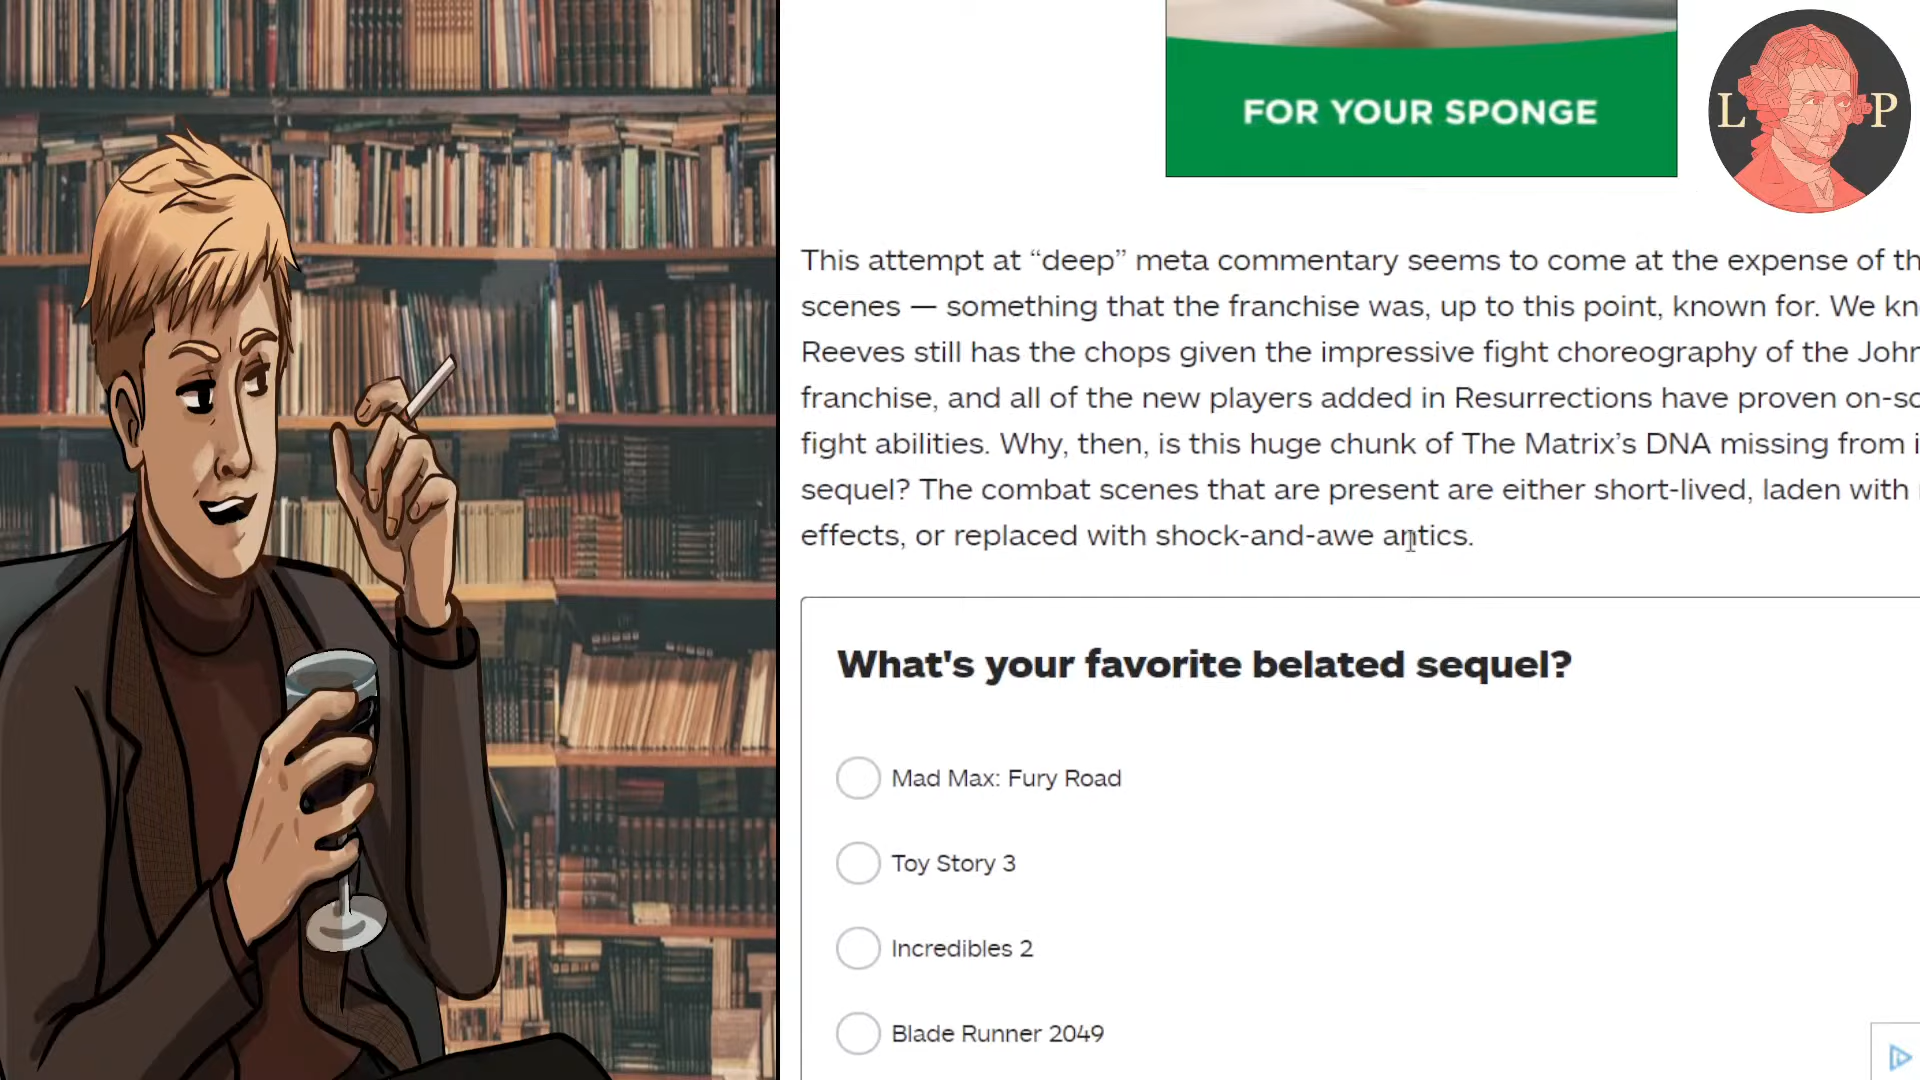 FOR YOUR SPONGE
L P
This attempt at “deep” meta commentary seems to come at the expense of
scenes — something that the franchise was, up to this point, known for. We
Reeves still has the chops given the impressive fight choreography of the John
franchise, and all of the new players added in Resurrections have proven
fight abilities. Why, then, is this huge chunk of The Matrix’s DNA missing from
sequel? The combat scenes that are present are either short-lived, laden with
effects, or replaced with shock-and-awe antics.
What's your favorite belated sequel?
Mad Max: Fury Road
Toy Story 3
Incredibles 2
Blade Runner 2049